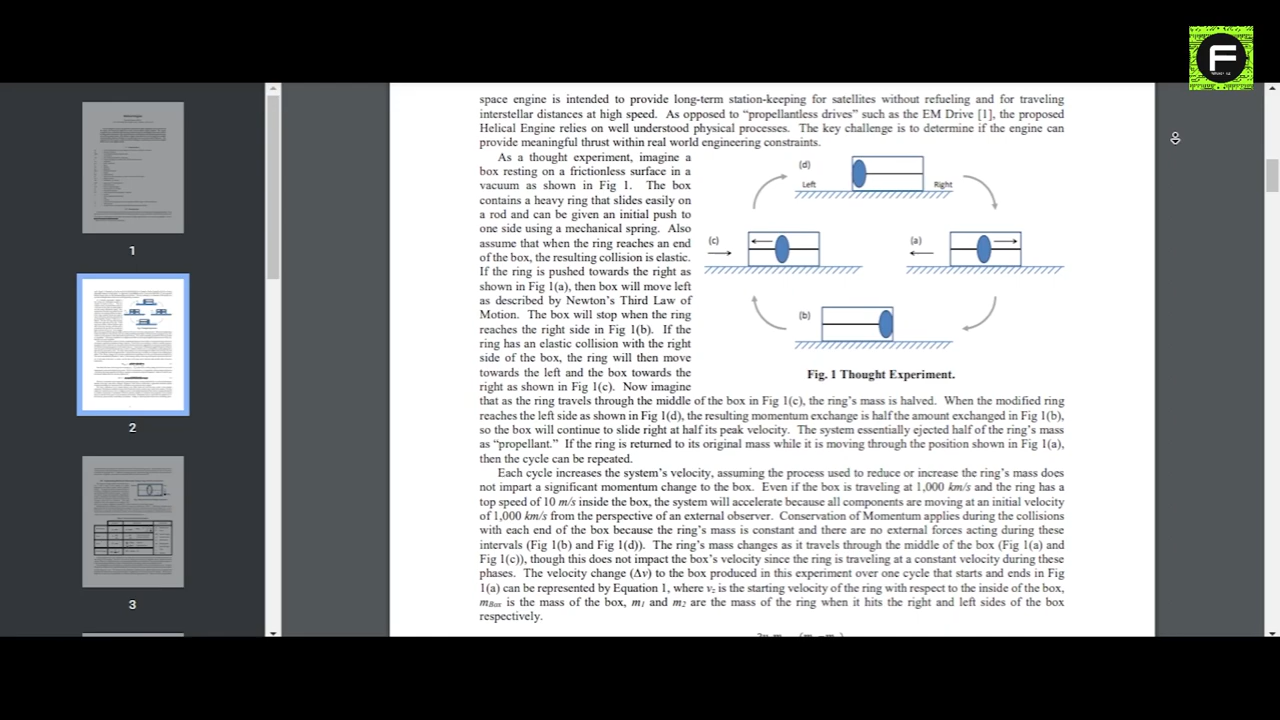 F
space engine is intended to provide long-term station-keeping for satellites without refueling and for traveling
interstellar distances at high speed. As opposed to “propellantless drives” such as the EM Drive [1], the proposed
Helical Engine relies on well understood physical processes. The key challenge is to determine if the engine can
provide meaningful thrust within real world engineering constraints.
As a thought experiment, imagine a
box resting on a frictionless surface in a
vacuum as shown in Fig 1. The box
contains a heavy ring that slides easily on
a rod and can be given an initial push to
one side using a mechanical spring. Also
assume that when the ring reaches an end
of the box, the resulting collision is elastic.
If the ring is pushed towards the right as
shown in Fig 1(a), then box will move left
as described by Newton’s Third Law of
Motion. The box will stop when the ring
reaches the right side in Fig 1(b). If the
ring has an elastic collision with the right
side of the box, the ring will then move
towards the left and the box towards the
right as shown in Fig 1(c). Now imagine
(d)
Left
Right
(c)
(a)
(b)
Fig. 1 Thought Experiment.
that as the ring travels through the middle of the box in Fig 1(c), the ring’s mass is halved. When the modified ring
reaches the left side as shown in Fig 1(d), the resulting momentum exchange is half the amount exchanged in Fig 1(b),
so the box will continue to slide right at half its peak velocity. The system essentially ejected half of the ring’s mass
as “propellant.” If the ring is returned to its original mass while it is moving through the position shown in Fig 1(a),
then the cycle can be repeated.
Each cycle increases the system’s velocity, assuming the process used to reduce or increase the ring’s mass does
not impart a significant momentum change to the box. Even if the box is traveling at 1,000 km/s and the ring has a
top speed of 10 m/s inside the box, the system will accelerate because all components are moving at an initial velocity
of 1,000 km/s from the perspective of an external observer. Conservation of Momentum applies during the collisions
with each end of the box because the ring’s mass is constant and there are no external forces acting during these
intervals (Fig 1(b) and Fig 1(d)). The ring’s mass changes as it travels through the middle of the box (Fig 1(a) and
Fig 1(c)), though this does not impact the box’s velocity since the ring is traveling at a constant velocity during these
phases. The velocity change (Δv) to the box produced in this experiment over one cycle that starts and ends in Fig
1(a) can be represented by Equation 1, where vz is the starting velocity of the ring with respect to the inside of the box,
mBox is the mass of the box, m1 and m2 are the mass of the ring when it hits the right and left sides of the box
respectively.
1
2
3